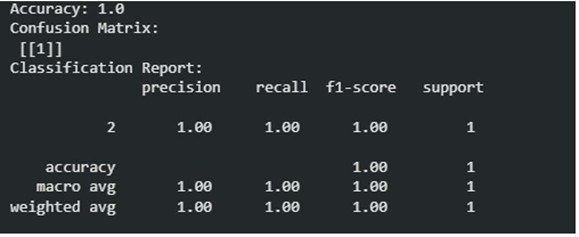 Accuracy: 1.0
Confusion Matrix:
[[1]]
Classification Report:
precision recall f1-score support
2 1.00 1.00 1.00 1
accuracy 1.00 1
macro avg 1.00 1.00 1.00 1
weighted avg 1.00 1.00 1.00 1